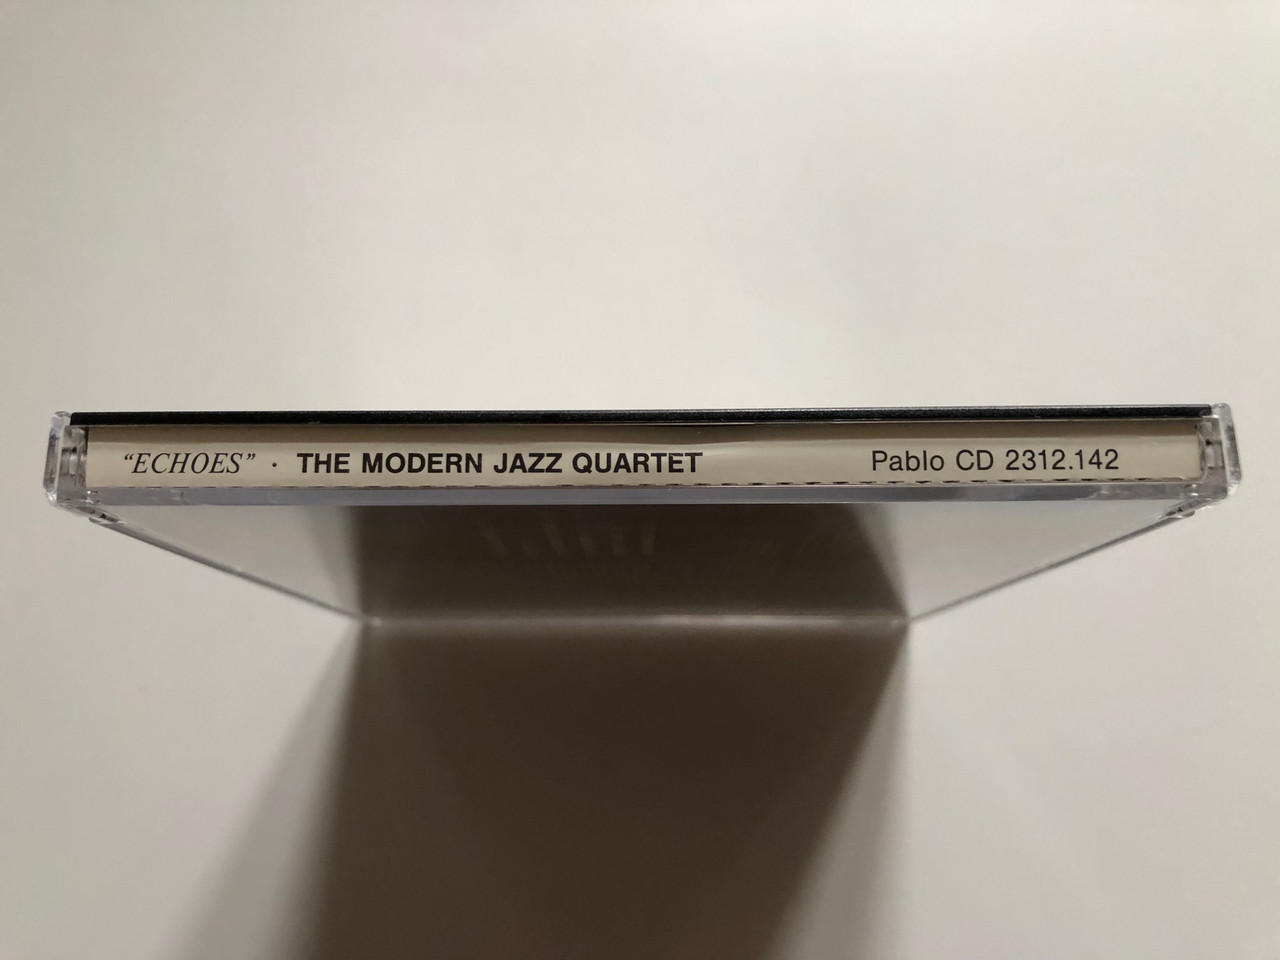 “ECHOES” · THE MODERN JAZZ QUARTET Pablo CD 2312.142